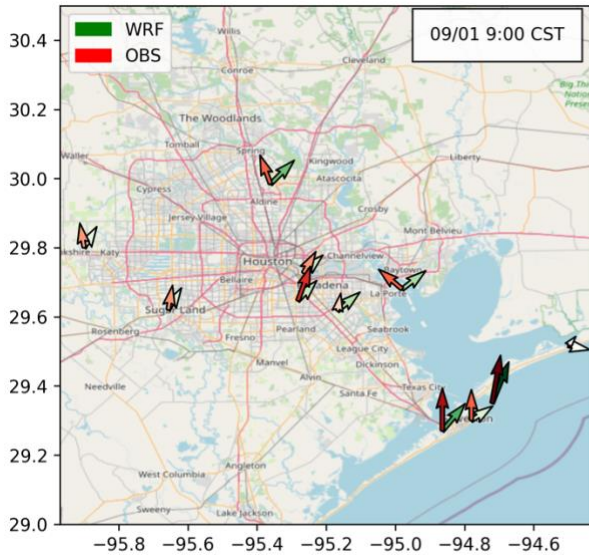 30.4
30.2
30.0
29.8
29.6
29.4
29.2
29.0
−95.8
−95.6
−95.4
−95.2
−95.0
−94.8
−94.6
WRF
OBS
09/01 9:00 CST
Willis
Conroe
Cleveland
The Woodlands
Tomball
Spring
Waller
Kingwood
Liberty
Atascocita
Cypress
Aldine
Crosby
Jersey Village
Mont Belvieu
Katy
Houston
Channelview
Bellaire
La Porte
Sugar Land
Rosenberg
Fresno
Pearland
Seabrook
League City
Manvel
Dickinson
Needville
Alvin
Santa Fe
Texas City
Angleton
West Columbia
Sweeny
Lake Jackson